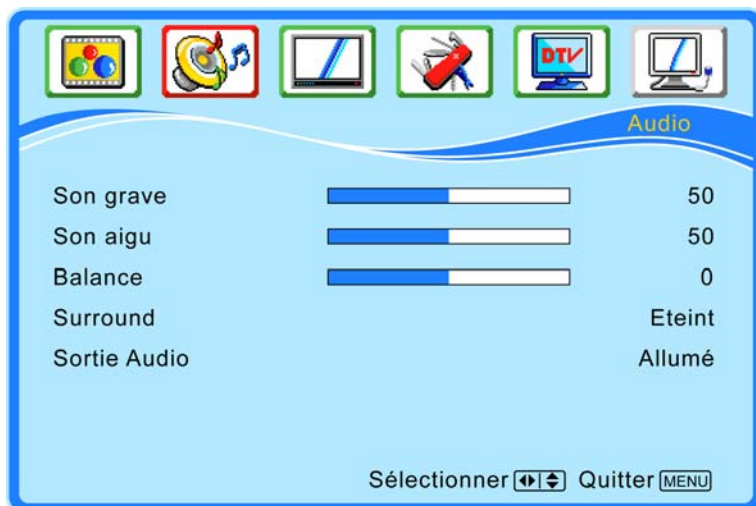 DTV
Audio
Son grave 50
Son aigu 50
Balance 0
Surround Eteint
Sortie Audio Allumé
Sélectionner Quitter MENU